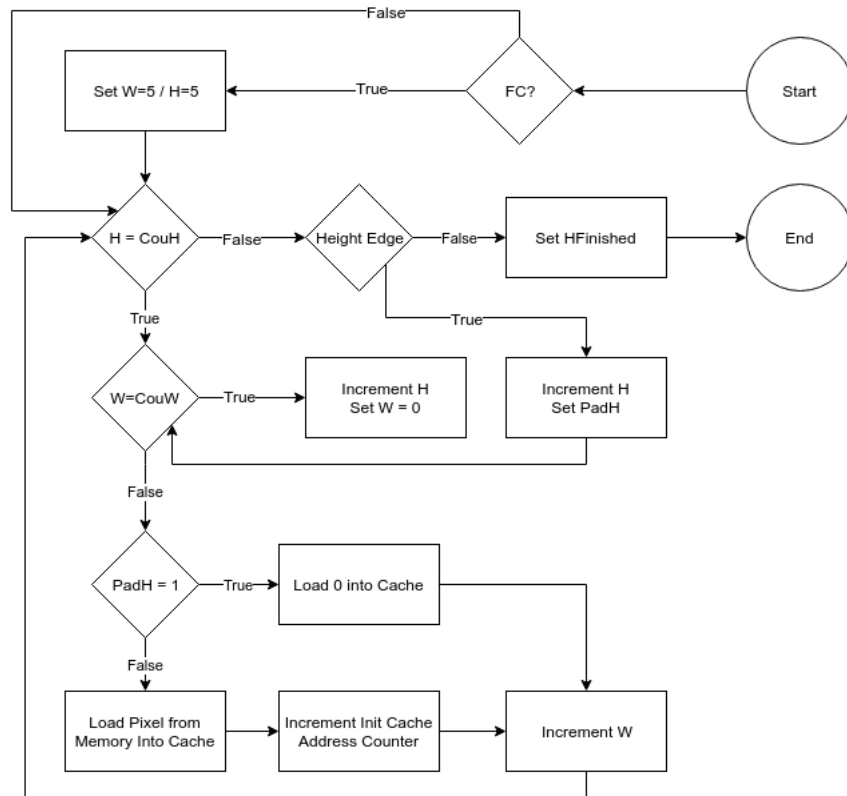 False
Set W=5 / H=5
True
FC?
Start
H = CouH
False
Height Edge
False
Set HFinished
End
True
True
W=CouW
True
Increment H
Set W = 0
Increment H
Set PadH
False
PadH = 1
True
Load 0 into Cache
False
Load Pixel from
Memory Into Cache
Increment Init Cache
Address Counter
Increment W